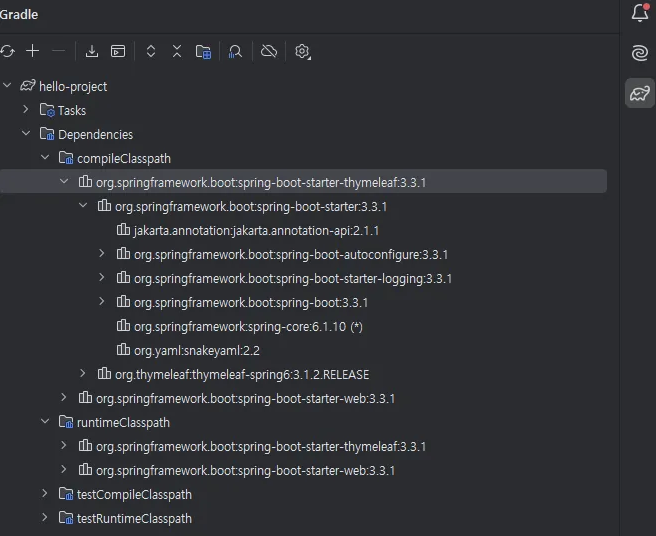 Gradle
hello-project
Tasks
Dependencies
compileClasspath
org.springframework.boot:spring-boot-starter-thymeleaf:3.3.1
org.springframework.boot:spring-boot-starter:3.3.1
jakarta.annotation:jakarta.annotation-api:2.1.1
org.springframework.boot:spring-boot-autoconfigure:3.3.1
org.springframework.boot:spring-boot-starter-logging:3.3.1
org.springframework.boot:spring-boot:3.3.1
org.springframework:spring-core:6.1.10 (*)
org.yaml:snakeyaml:2.2
org.thymeleaf:thymeleaf-spring6:3.1.2.RELEASE
org.springframework.boot:spring-boot-starter-web:3.3.1
runtimeClasspath
org.springframework.boot:spring-boot-starter-thymeleaf:3.3.1
org.springframework.boot:spring-boot-starter-web:3.3.1
testCompileClasspath
testRuntimeClasspath